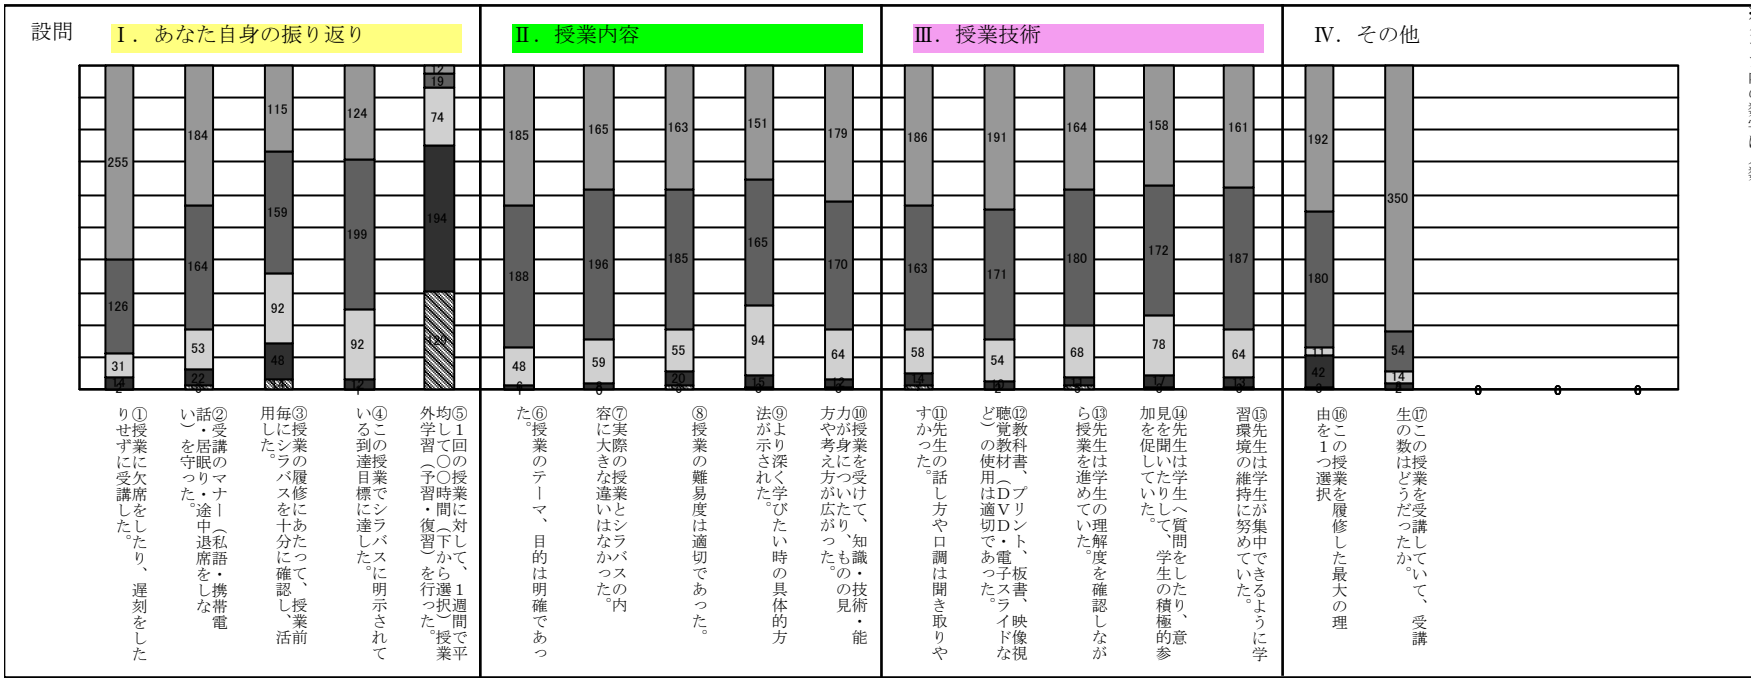 設問
Ⅰ．あなた自身の振り返り
Ⅱ．授業内容
Ⅲ．授業技術
Ⅳ．その他
255
126
31
14
2
184
164
53
22
115
159
92
48
14
124
199
92
12
1
12
19
74
194
129
185
188
48
6
1
165
196
59
163
185
55
20
151
165
94
15
179
170
64
12
186
163
58
14
191
171
54
10
2
164
180
68
11
158
172
78
17
161
187
64
13
192
180
11
42
350
54
14
2
0
0
0
①授業に欠席をしたり、遅刻をした
りせずに受講した。
②受講のマナー（私語・携帯電
話・居眠り・途中退席をしな
い）を守った。
③授業の履修にあたって、授業前
毎にシラバスを十分に確認し、活
用した。
④この授業でシラバスに明示されて
いる到達目標に達した。
⑤１回の授業に対して、１週間で平
均して〇〇時間（下から選択）授業
外学習（予習・復習）を行った。
⑥授業のテーマ、目的は明確であっ
た。
⑦実際の授業とシラバスの内
容に大きな違いはなかった。
⑧授業の難易度は適切であった。
⑨より深く学びたい時の具体的方
法が示された。
⑩授業を受けて、知識・技術・能
力が身についたり、ものの見
方や考え方が広がった。
⑪先生の話し方や口調は聞き取りや
すかった。
⑫教科書、プリント、板書、映像視
聴覚教材（ＤＶＤ・電子スライドな
ど）の使用は適切であった。
⑬先生は学生の理解度を確認しなが
ら授業を進めていた。
⑭先生は学生へ質問をしたり、意
見を聞いたりして、学生の積極的参
加を促していた。
⑮先生は学生が集中できるように学
習環境の維持に努めていた。
⑯この授業を履修した最大の理
由を１つ選択
⑰この授業を受講していて、受講
生の数はどうだったか。